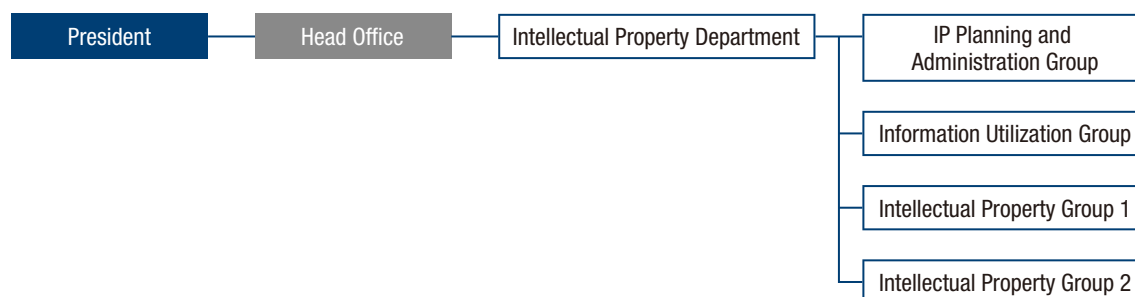 President
Head Office
Intellectual Property Department
IP Planning and
Administration Group
Information Utilization Group
Intellectual Property Group 1
Intellectual Property Group 2